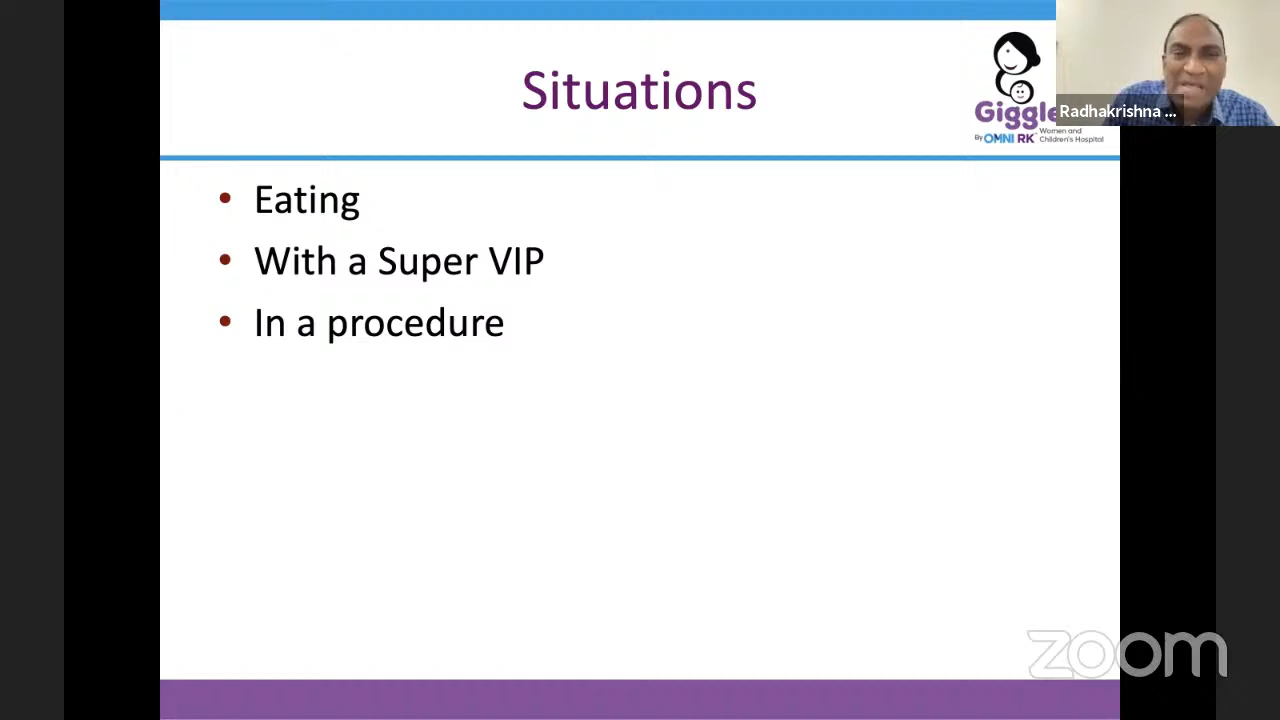 Situations
Giggle
By OMNI RK
Women and
Children's Hospital
Radhakrishna ...
• Eating
• With a Super VIP
• In a procedure
zoom